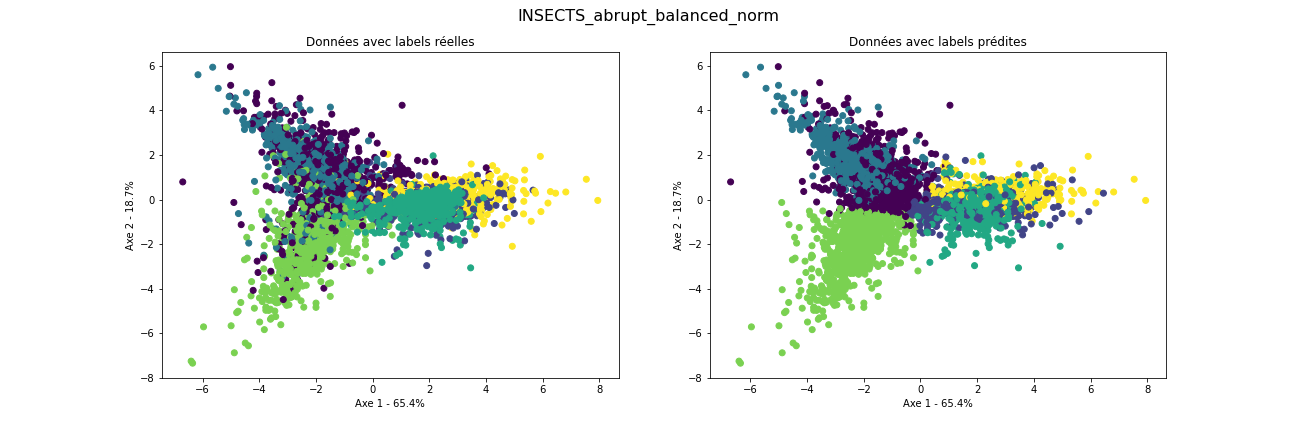 INSECTS_abrupt_balanced_norm
Données avec labels réelles
6
4
2
0
−2
−4
−6
−8
Axe 2 - 18.7%
−6 −4 −2 0 2 4 6 8
Axe 1 - 65.4%
Données avec labels prédites
6
4
2
0
−2
−4
−6
−8
Axe 2 - 18.7%
−6 −4 −2 0 2 4 6 8
Axe 1 - 65.4%